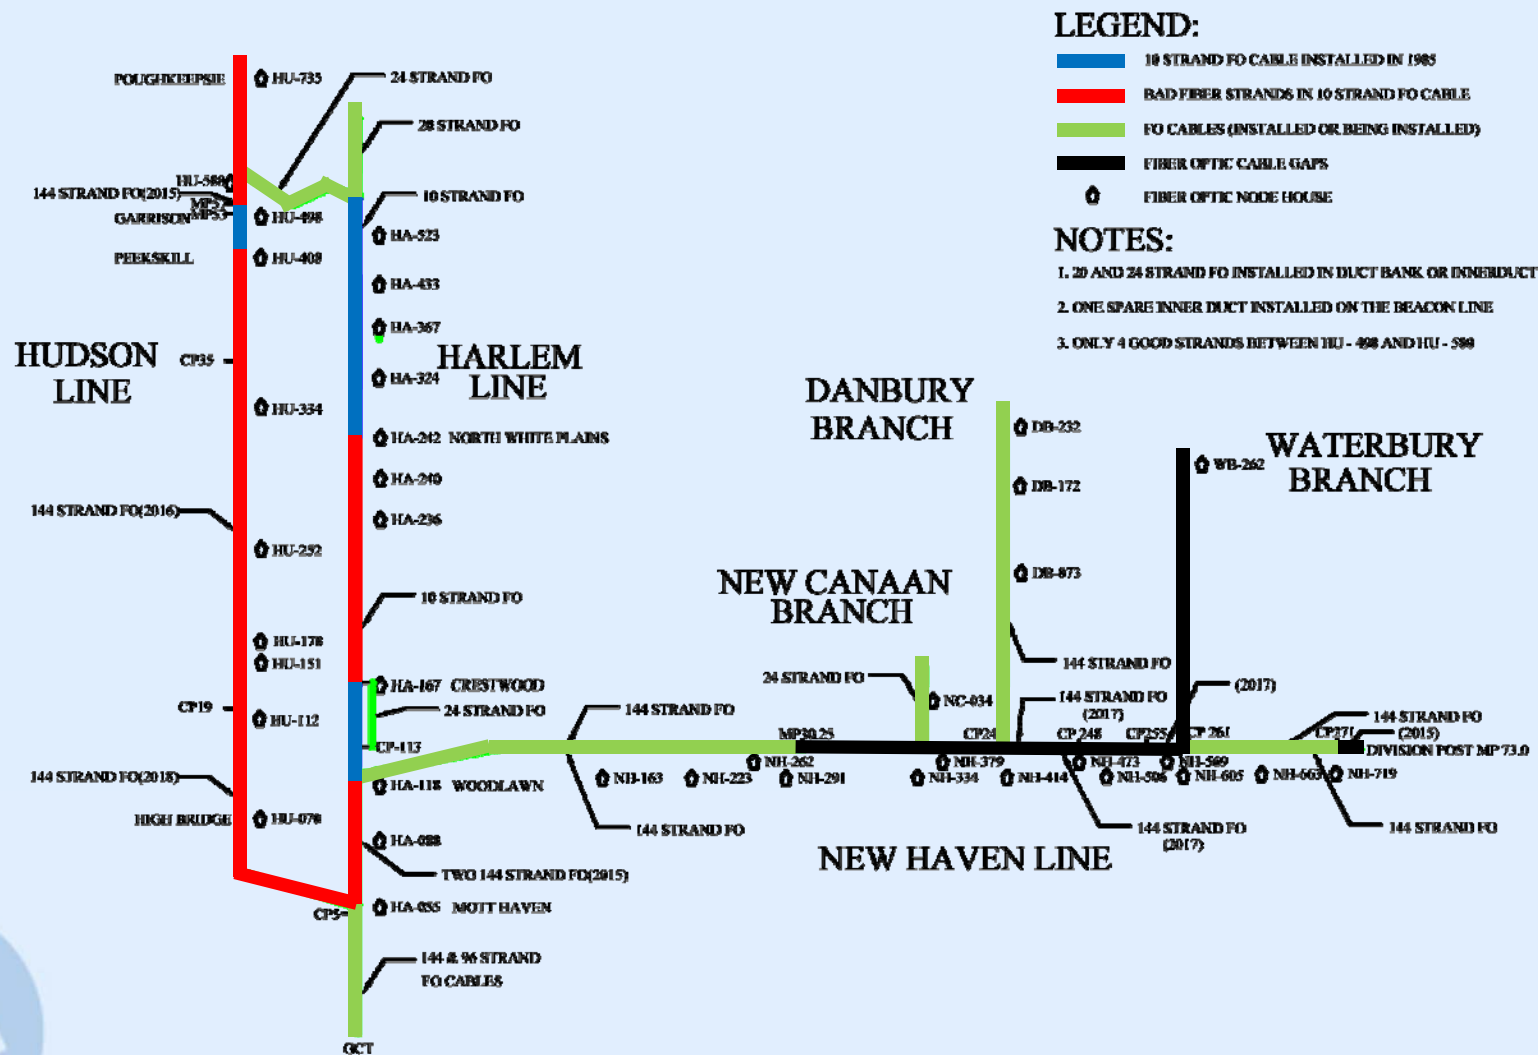 LEGEND:
10 STRAND FO CABLE INSTALLED IN 1985
BAD FIBER STRANDS IN 10 STRAND FO CABLE
FO CABLES (INSTALLED OR BEING INSTALLED)
FIBER OPTIC CABLE GAPS
FIBER OPTIC NODE HOUSE
NOTES:
1. 20 AND 24 STRAND FO INSTALLED IN DUCT BANK OR INNERDUCT
2. ONE SPARE INNER DUCT INSTALLED ON THE BEACON LINE
3. ONLY 4 GOOD STRANDS BETWEEN HU - 498 AND HU - 589
POUGHKEEPSIE
HU-735
24 STRAND FO
20 STRAND FO
HU-589
144 STRAND FO(2015)
MP57
MP53
GARRISON
HU-498
10 STRAND FO
HA-523
PEEKSKILL
HU-408
HA-433
HA-367
HUDSON
LINE
CP35
HARLEM
LINE
HA-324
HU-334
HA-242 NORTH WHITE PLAINS
HA-240
HA-236
144 STRAND FO(2016)
HU-252
10 STRAND FO
HU-178
HU-151
HA-167 CRESTWOOD
24 STRAND FO
CP19
HU-112
CP-113
144 STRAND FO(2018)
HA-118 WOODLAWN
HIGH BRIDGE
HU-078
HA-088
TWO 144 STRAND FO(2015)
CP5
HA-055 MOTT HAVEN
144 & 96 STRAND
FO CABLES
GCT
DANBURY
BRANCH
DB-232
DB-172
DB-073
144 STRAND FO
WATERBURY
BRANCH
WB-262
NEW CANAAN
BRANCH
24 STRAND FO
NC-034
144 STRAND FO
144 STRAND FO
(2017)
(2017)
144 STRAND FO
(2015)
MP30.25
CP24
CP 248
CP255
CP 261
CP271
DIVISION POST MP 73.0
NH-163
NH-223
NH-262
NH-291
NH-334
NH-379
NH-414
NH-473
NH-506
NH-569
NH-605
NH-663
NH-719
144 STRAND FO
144 STRAND FO
(2017)
144 STRAND FO
NEW HAVEN LINE